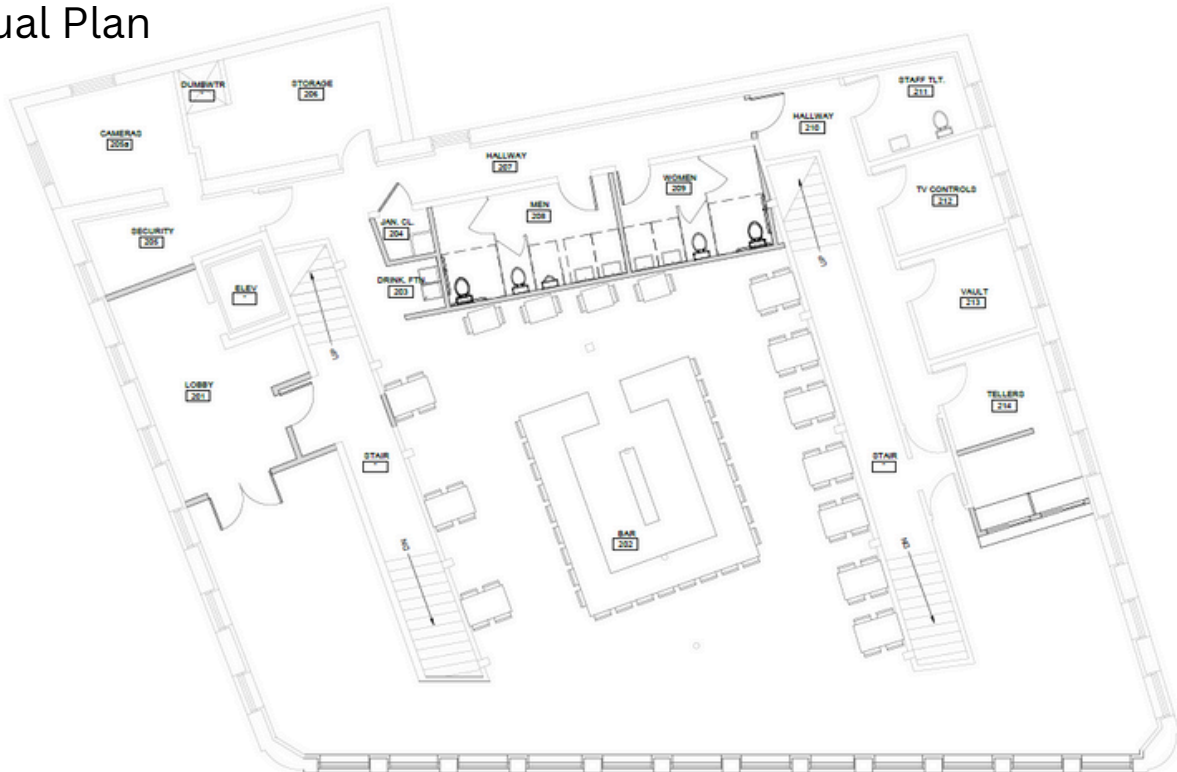 ual Plan
DUMBWTR
STORAGE
206
STAFF TLT.
211
CAMERAS
205a
HALLWAY
210
HALLWAY
207
WOMEN
209
TV CONTROLS
212
MEN
208
JAN. CL.
204
SECURITY
205
DRINK. FTN
203
UP
ELEV
VAULT
213
UP
LOBBY
201
TELLERS
214
STAIR
STAIR
BAR
202
DN
DN